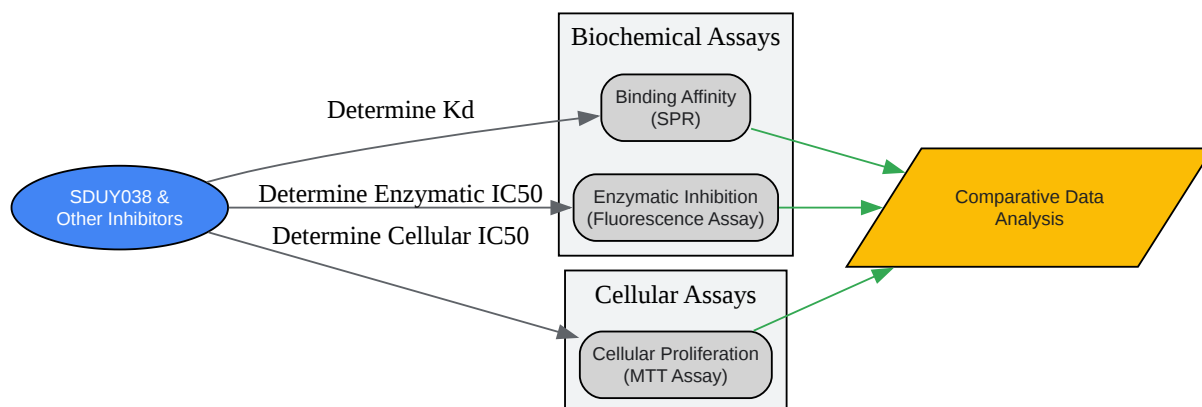 Biochemical Assays
Binding Affinity
(SPR)
Determine Kd
SDUY038 &
Other Inhibitors
Determine Enzymatic IC50
Enzymatic Inhibition
(Fluorescence Assay)
Comparative Data
Analysis
Determine Cellular IC50
Cellular Assays
Cellular Proliferation
(MTT Assay)